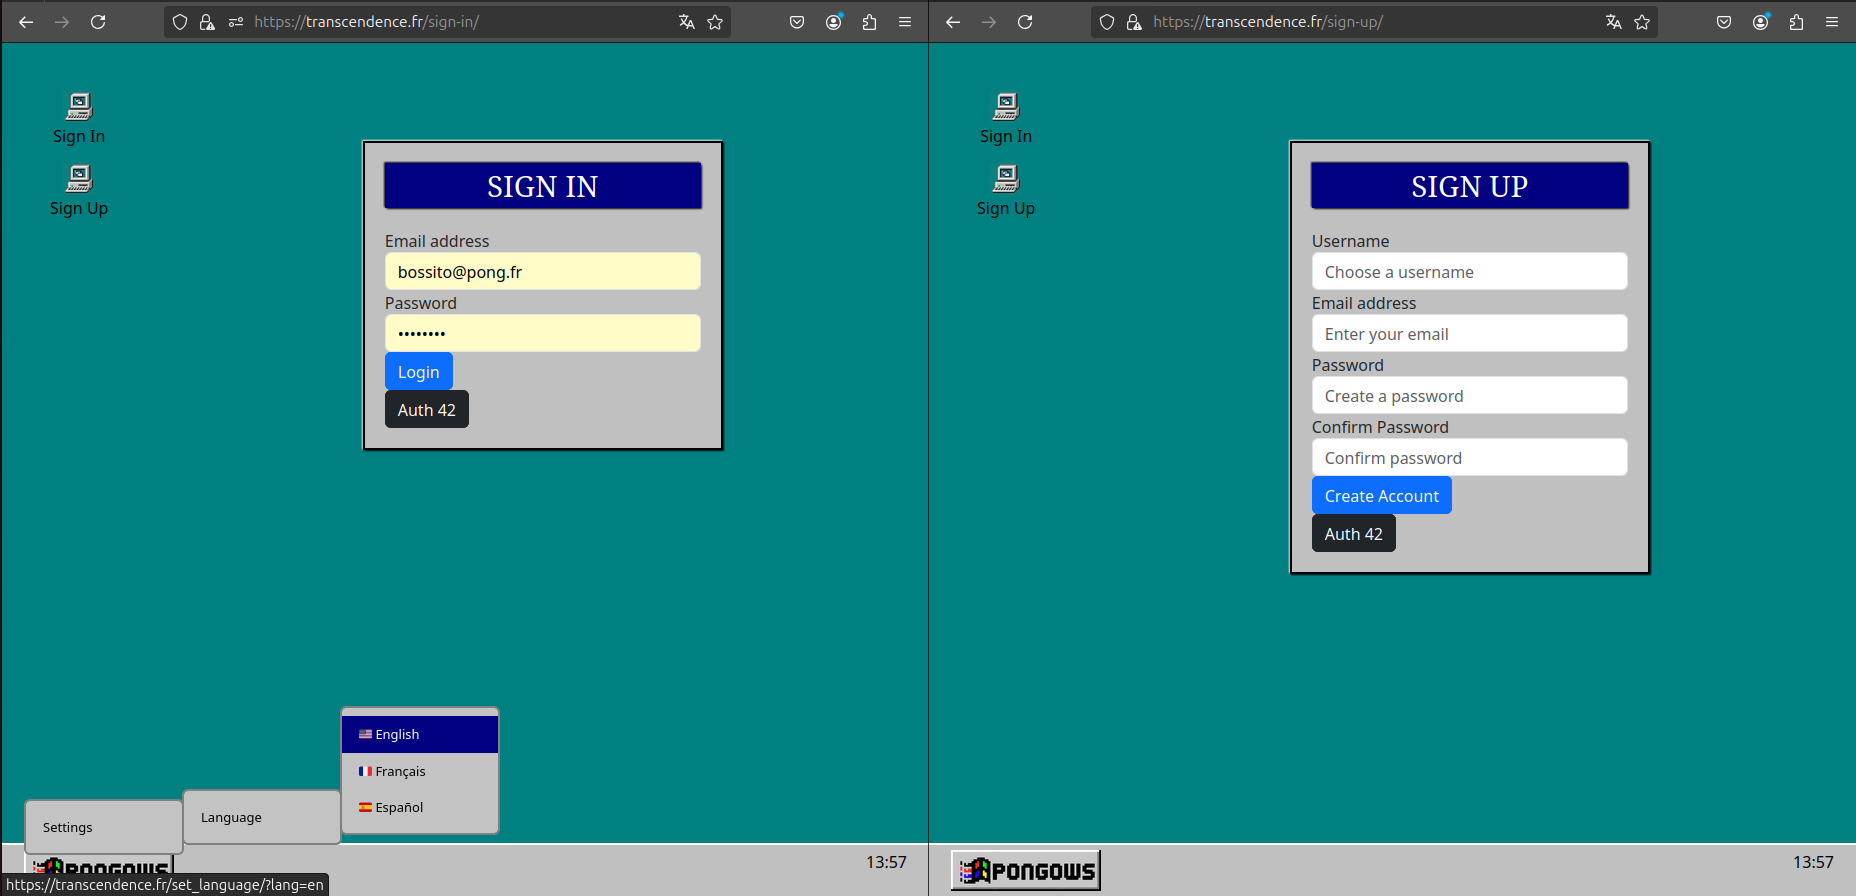 https://transcendence.fr/sign-in/
Sign In
Sign Up
SIGN IN
Email address
bossito@pong.fr
Password
••••••••
Login
Auth 42
English
Français
Español
Language
Settings
PONGOWS
13:57
https://transcendence.fr/set_language/?lang=en
https://transcendence.fr/sign-up/
Sign In
Sign Up
SIGN UP
Username
Choose a username
Email address
Enter your email
Password
Create a password
Confirm Password
Confirm password
Create Account
Auth 42
PONGOWS
13:57